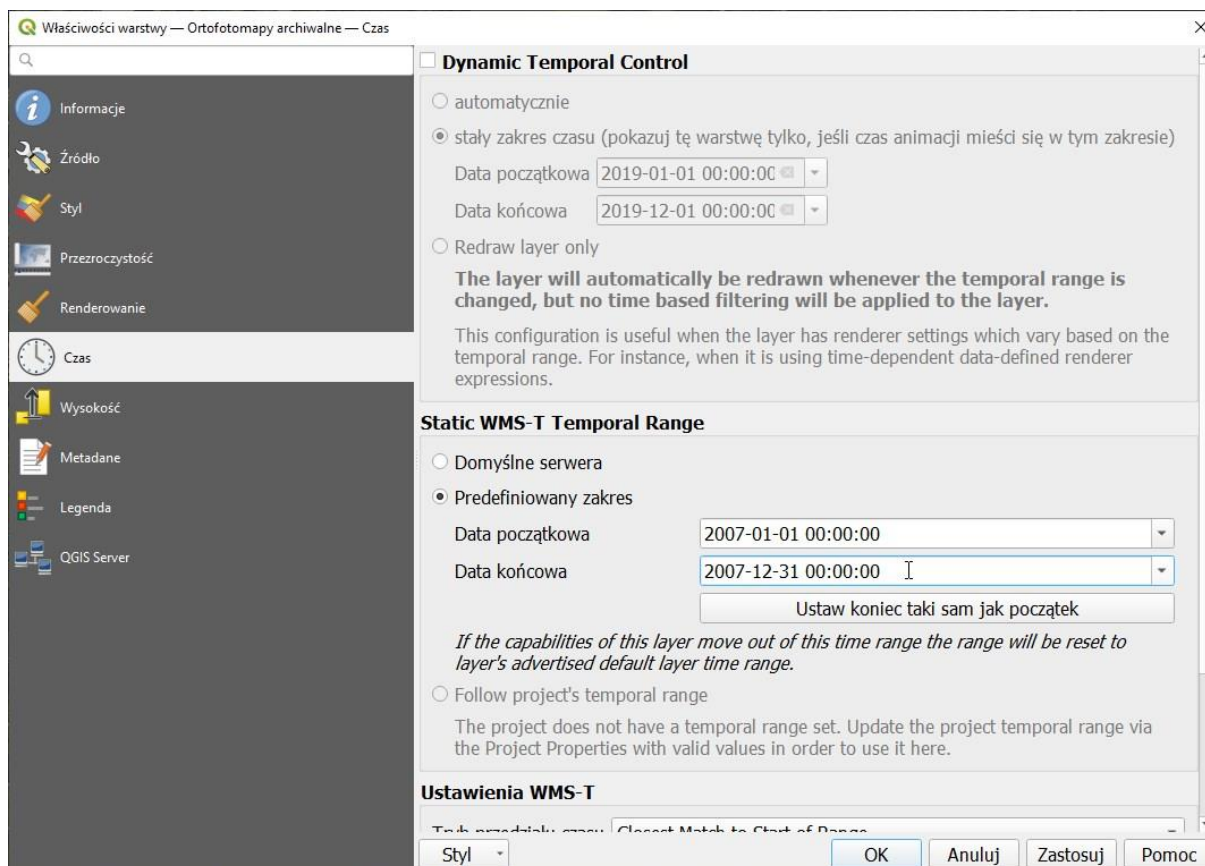 Właściwości warstwy — Ortofotomapy archiwalne — Czas
Informacje
Źródło
Styl
Przezroczystość
Renderowanie
Czas
Wysokość
Metadane
Legenda
QGIS Server
Dynamic Temporal Control
automatycznie
stały zakres czasu (pokazuj tę warstwę tylko, jeśli czas animacji mieści się w tym zakresie)
Data początkowa 2019-01-01 00:00:00
Data końcowa 2019-12-01 00:00:00
Redraw layer only
The layer will automatically be redrawn whenever the temporal range is
changed, but no time based filtering will be applied to the layer.
This configuration is useful when the layer has renderer settings which vary based on the
temporal range. For instance, when it is using time-dependent data-defined renderer
expressions.
Static WMS-T Temporal Range
Domyślne serwera
Predefiniowany zakres
Data początkowa 2007-01-01 00:00:00
Data końcowa 2007-12-31 00:00:00
Ustaw koniec taki sam jak początek
If the capabilities of this layer move out of this time range the range will be reset to
layer's advertised default layer time range.
Follow project's temporal range
The project does not have a temporal range set. Update the project temporal range via
the Project Properties with valid values in order to use it here.
Ustawienia WMS-T
Tryb przedziału czasu Closest Match to Start of Range
Styl OK Anuluj Zastosuj Pomoc